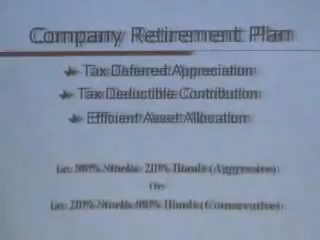 Company Retirement Plan
Tax Deferred Appreciation
Tax Deductible Contribution
Efficient Asset Allocation
i.e. 80% Stocks 20% Bonds (Aggressive)
Or
i.e. 20% Stocks 80% Bonds (Conservative)